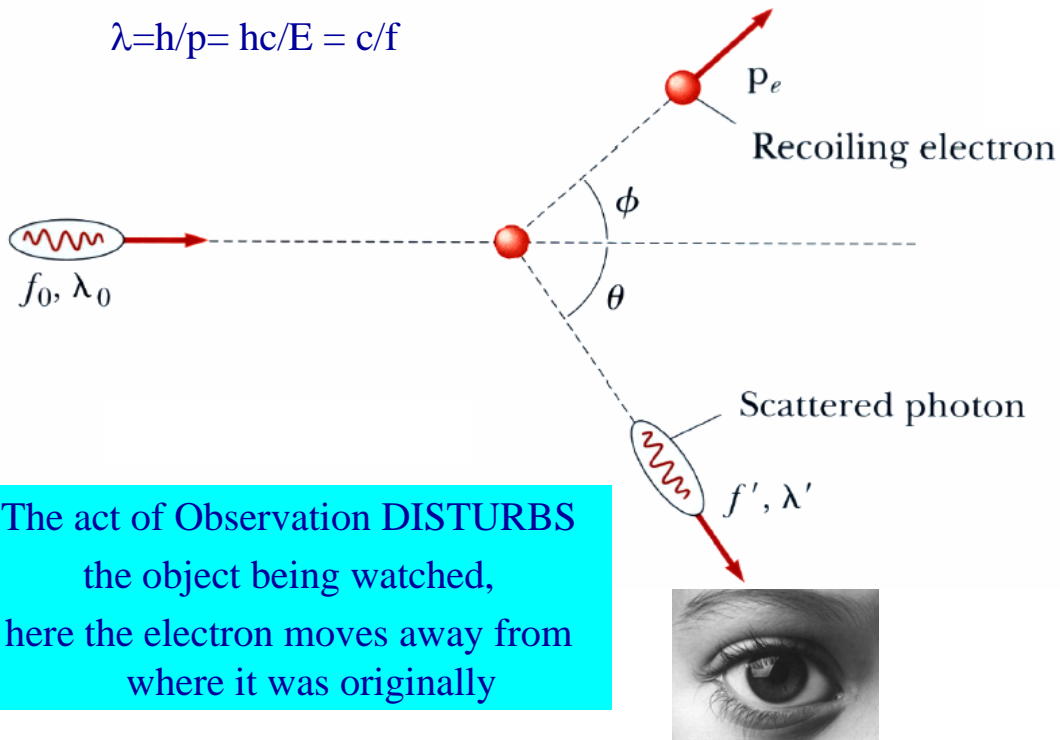 λ=h/p= hc/E = c/f
pₑ
Recoiling electron
ϕ
f₀, λ₀
θ
Scattered photon
f′, λ′
The act of Observation DISTURBS
the object being watched,
here the electron moves away from
where it was originally